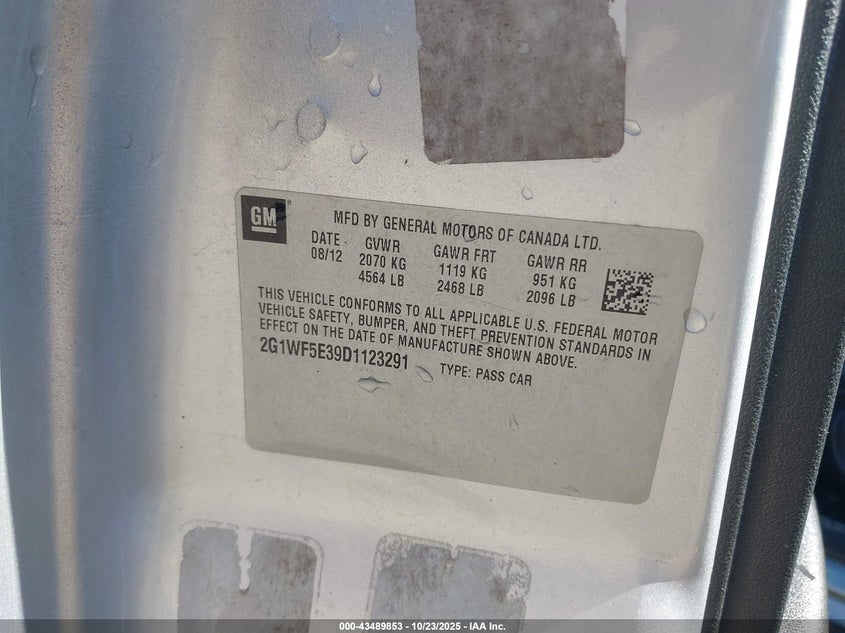 GM
MFD BY GENERAL MOTORS OF CANADA LTD.
DATE GVWR GAWR FRT GAWR RR
08/12 2070 KG 1119 KG 951 KG
4564 LB 2468 LB 2096 LB
THIS VEHICLE CONFORMS TO ALL APPLICABLE U.S. FEDERAL MOTOR
VEHICLE SAFETY, BUMPER, AND THEFT PREVENTION STANDARDS IN
EFFECT ON THE DATE OF MANUFACTURE SHOWN ABOVE.
2G1WF5E39D1123291 TYPE: PASS CAR
000-43489853 - 10/23/2025 - IAA Inc.